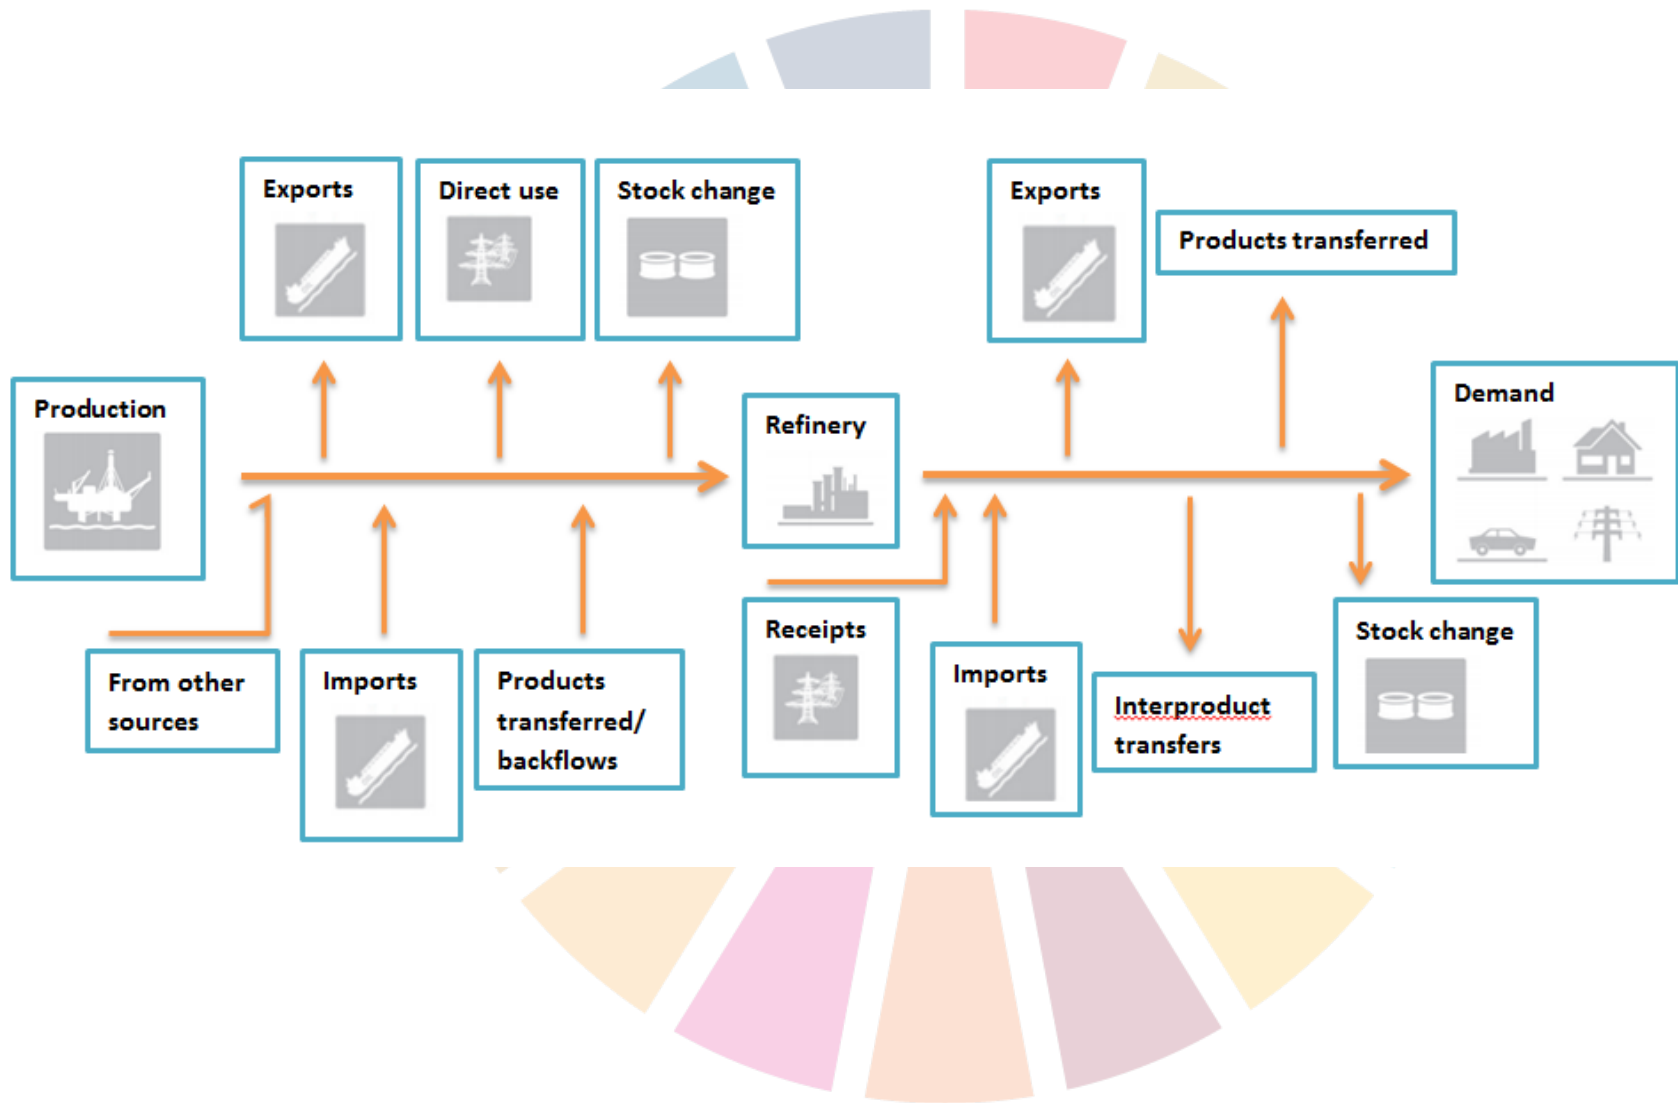 Exports
Direct use
Stock change
Exports
Products transferred
Production
Refinery
Demand
From other
sources
Imports
Products
transferred/
backflows
Receipts
Imports
Interproduct
transfers
Stock change